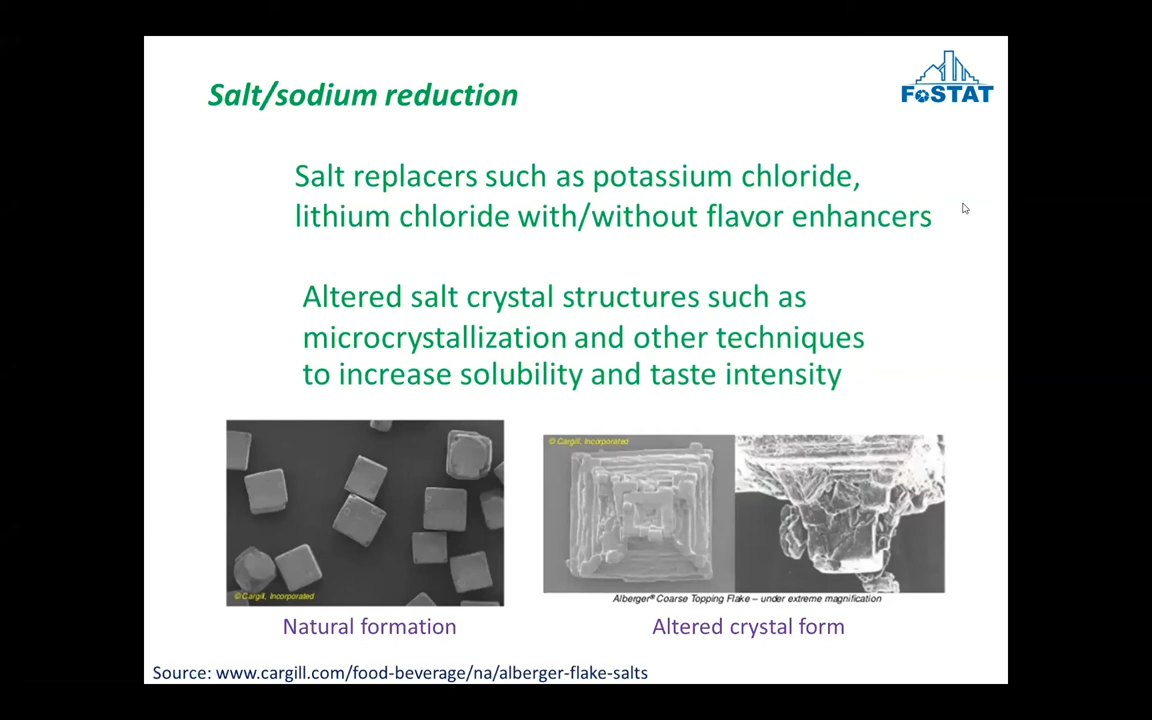 Salt/sodium reduction
FoSTAT
Salt replacers such as potassium chloride,
lithium chloride with/without flavor enhancers
Altered salt crystal structures such as
microcrystallization and other techniques
to increase solubility and taste intensity
© Cargill, Incorporated
© Cargill, Incorporated
Alberger® Coarse Topping Flake – under extreme magnification
Natural formation
Altered crystal form
Source: www.cargill.com/food-beverage/na/alberger-flake-salts